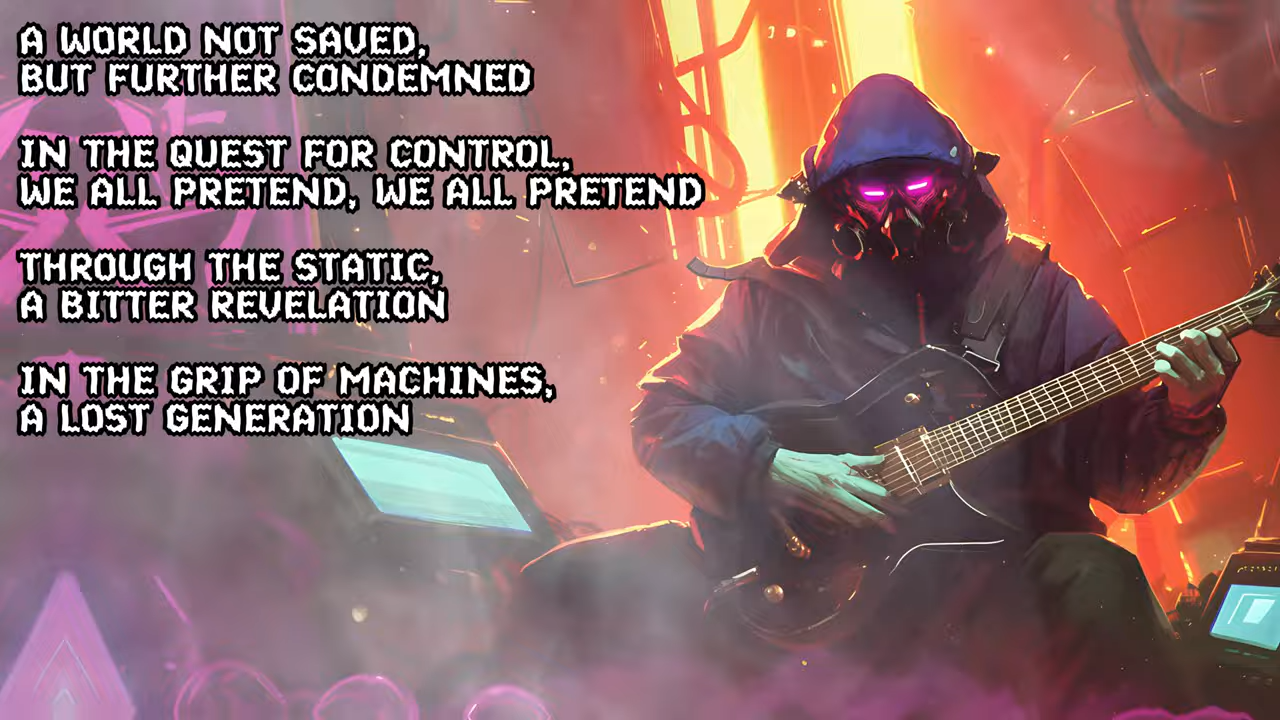 A WORLD NOT SAVED,
BUT FURTHER CONDEMNED
IN THE QUEST FOR CONTROL,
WE ALL PRETEND, WE ALL PRETEND
THROUGH THE STATIC,
A BITTER REVELATION
IN THE GRIP OF MACHINES,
A LOST GENERATION